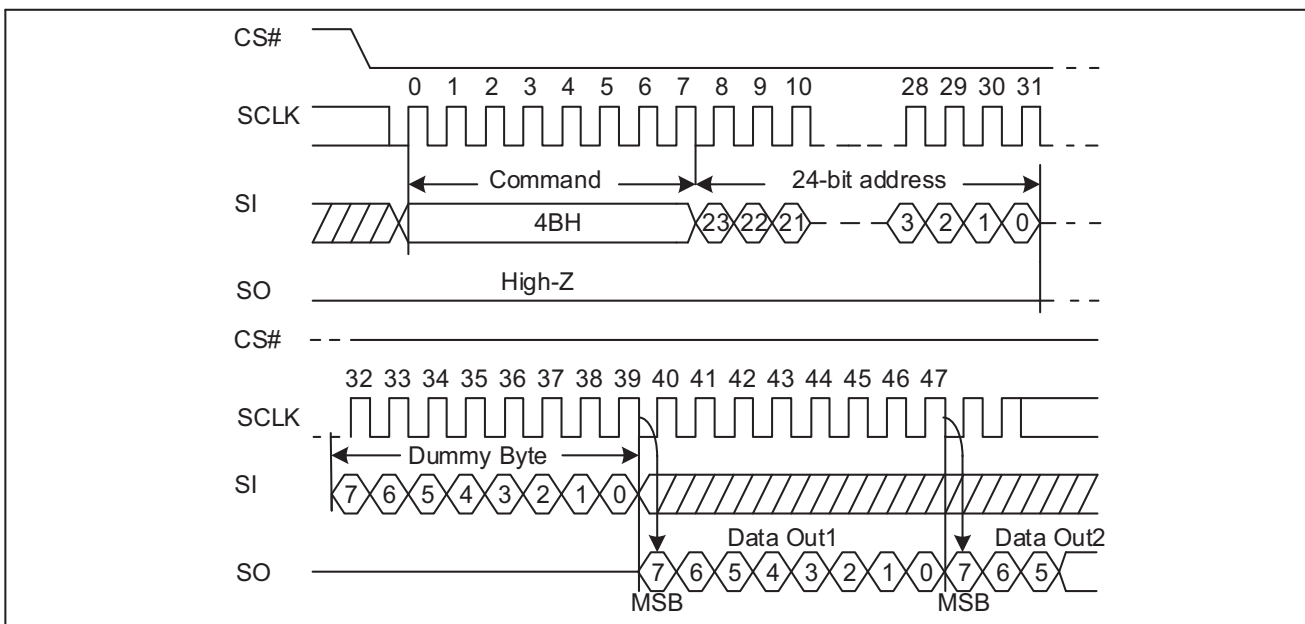 CS#
0 1 2 3 4 5 6 7 8 9 10 28 29 30 31
SCLK
Command 24-bit address
SI
4BH 23 22 21 3 2 1 0
High-Z
SO
CS#
32 33 34 35 36 37 38 39 40 41 42 43 44 45 46 47
SCLK
Dummy Byte
SI
7 6 5 4 3 2 1 0
Data Out1 Data Out2
SO
7 6 5 4 3 2 1 0 7 6 5
MSB MSB